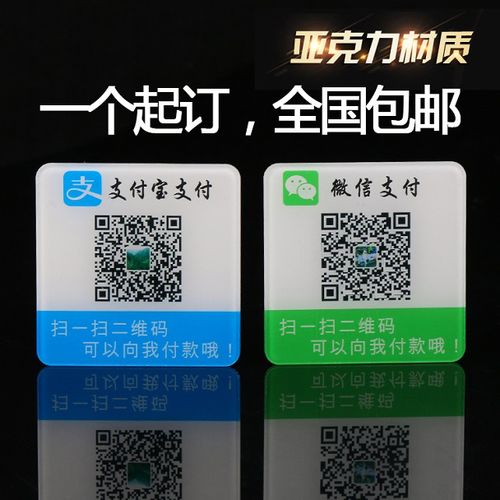 亚克力材质
一个起订，全国包邮
支 支付宝支付
微信支付
扫一扫二维码
可以向我付款哦！
扫一扫二维码
可以向我付款哦！